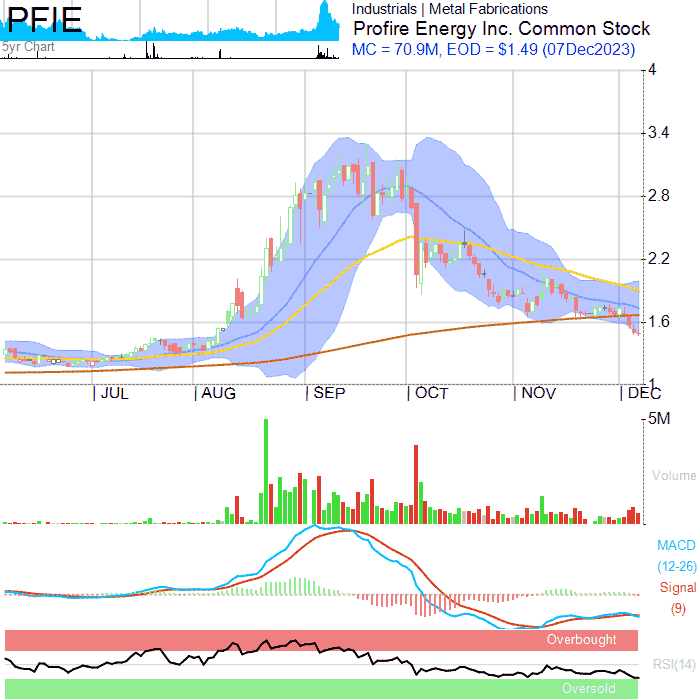 PFIE
5yr Chart
Industrials | Metal Fabrications
Profire Energy Inc. Common Stock
MC = 70.9M, EOD = $1.49 (07Dec2023)
4
3.4
2.8
2.2
1.6
1
JUL AUG SEP OCT NOV DEC
5M
Volume
MACD
(12-26)
Signal
(9)
Overbought
RSI(14)
Oversold